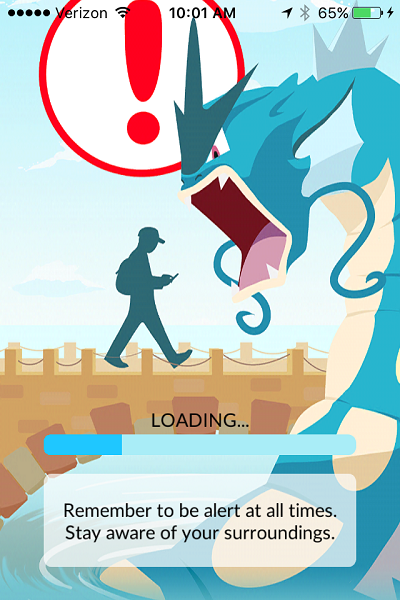 Verizon 10:01 AM 65%
LOADING...
Remember to be alert at all times.
Stay aware of your surroundings.